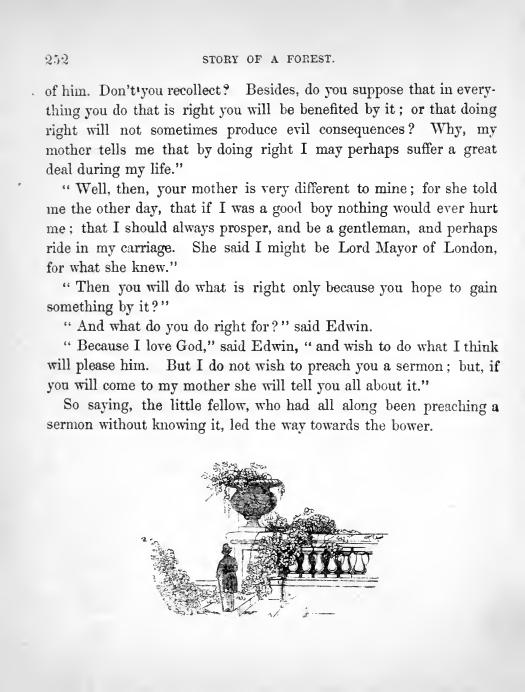 252 STORY OF A FOREST.
of him. Don't you recollect? Besides, do you suppose that in every-
thing you do that is right you will be benefited by it; or that doing
right will not sometimes produce evil consequences? Why, my
mother tells me that by doing right I may perhaps suffer a great
deal during my life."
" Well, then, your mother is very different to mine; for she told
me the other day, that if I was a good boy nothing would ever hurt
me; that I should always prosper, and be a gentleman, and perhaps
ride in my carriage. She said I might be Lord Mayor of London,
for what she knew."
" Then you will do what is right only because you hope to gain
something by it?"
" And what do you do right for?" said Edwin.
" Because I love God," said Edwin, " and wish to do what I think
will please him. But I do not wish to preach you a sermon; but, if
you will come to my mother she will tell you all about it."
So saying, the little fellow, who had all along been preaching a
sermon without knowing it, led the way towards the bower.